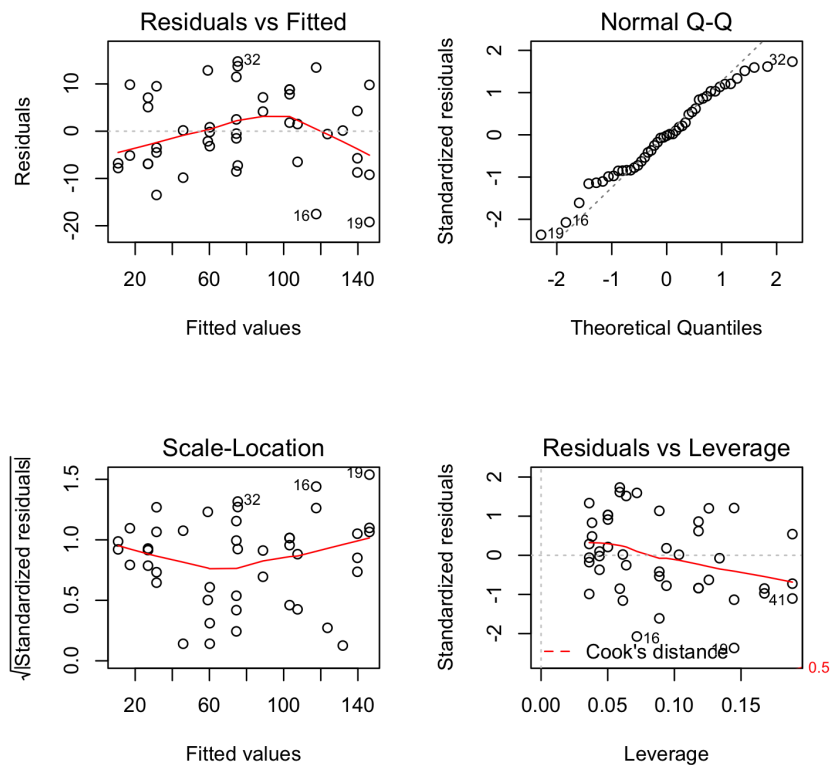 Residuals vs Fitted
Residuals
10
0
-10
-20
32
16
19
20 60 100 140
Fitted values
Normal Q-Q
Standardized residuals
2
1
0
-1
-2
32
16
19
-2 -1 0 1 2
Theoretical Quantiles
Scale-Location
√|Standardized residuals|
1.5
1.0
0.5
0.0
19
16
32
20 60 100 140
Fitted values
Residuals vs Leverage
Standardized residuals
2
1
0
-1
-2
41
16
19
Cook's distance
0.5
0.00 0.05 0.10 0.15
Leverage